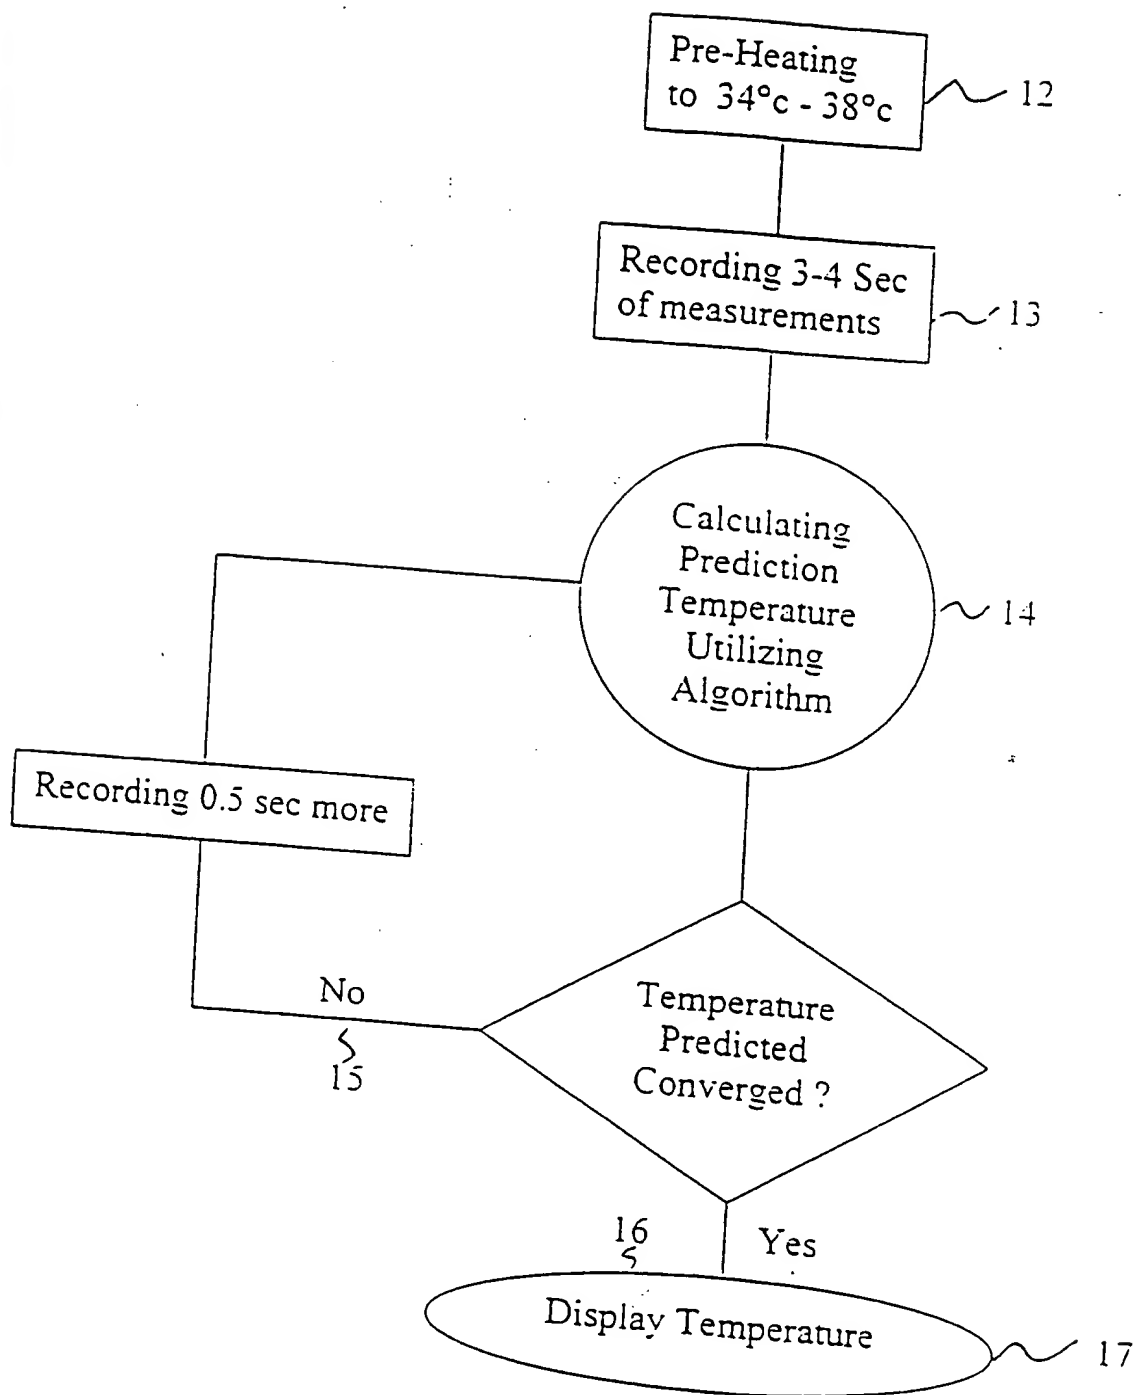 Pre-Heating
to 34°c - 38°c
12
Recording 3-4 Sec
of measurements
13
Calculating
Prediction
Temperature
Utilizing
Algorithm
14
Recording 0.5 sec more
No
15
Temperature
Predicted
Converged ?
16
Yes
Display Temperature
17